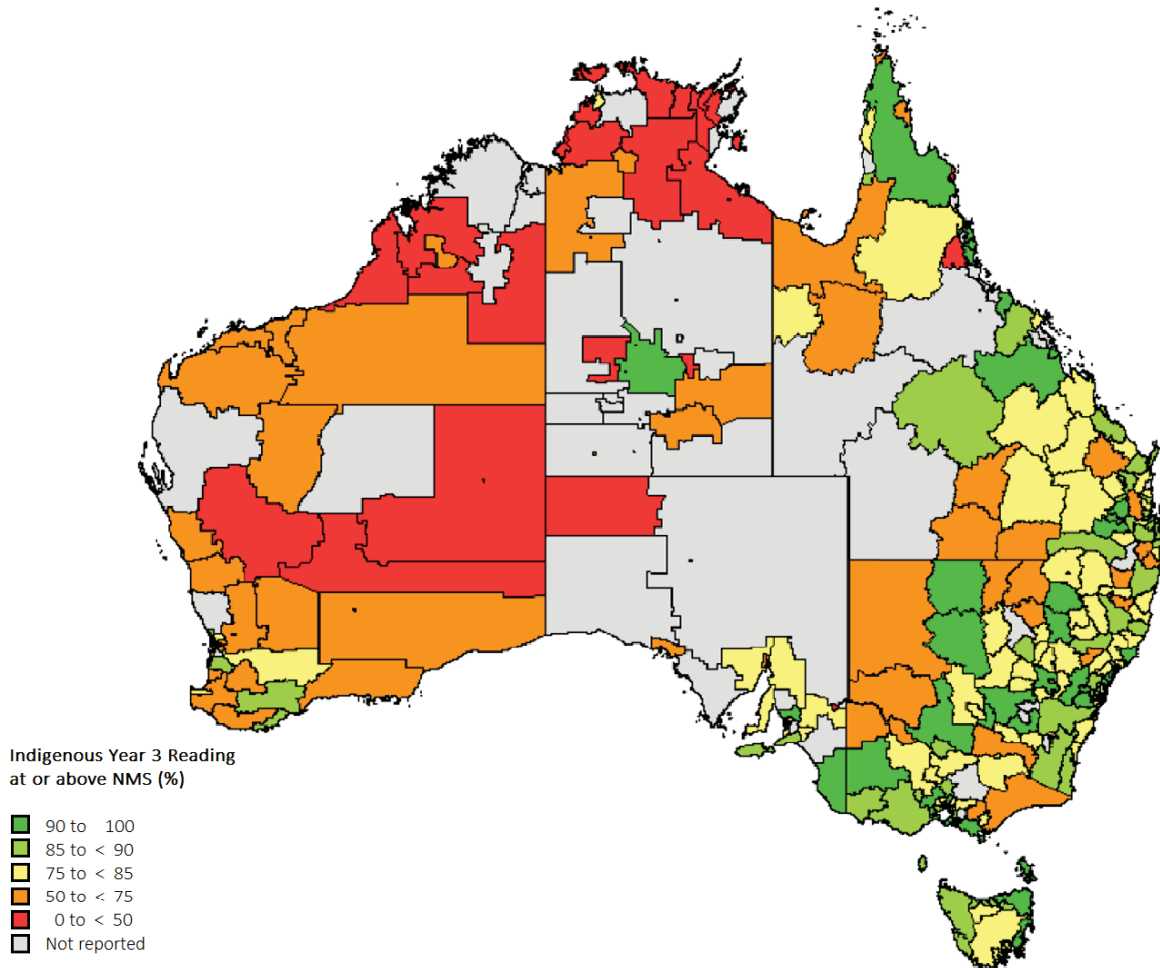 Indigenous Year 3 Reading
at or above NMS (%)
90 to 100
85 to < 90
75 to < 85
50 to < 75
0 to < 50
Not reported